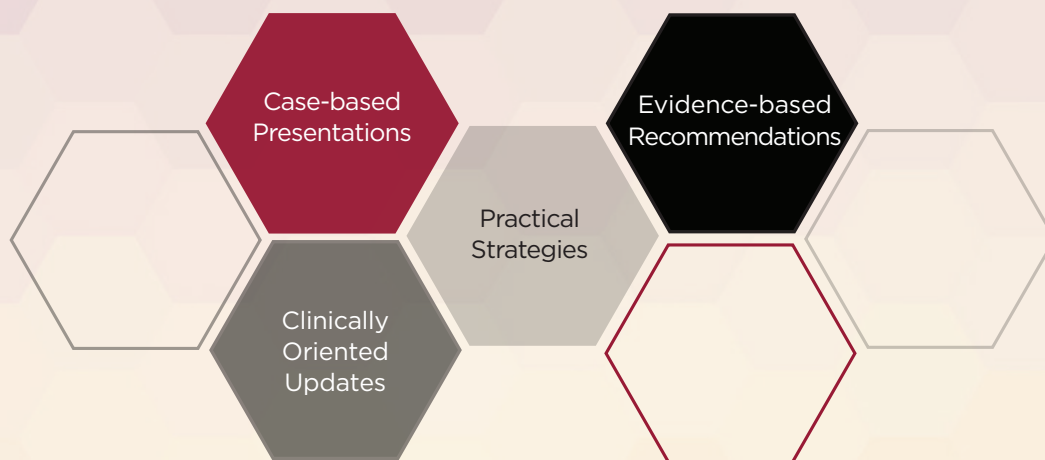 Case-based
Presentations
Evidence-based
Recommendations
Practical
Strategies
Clinically
Oriented
Updates